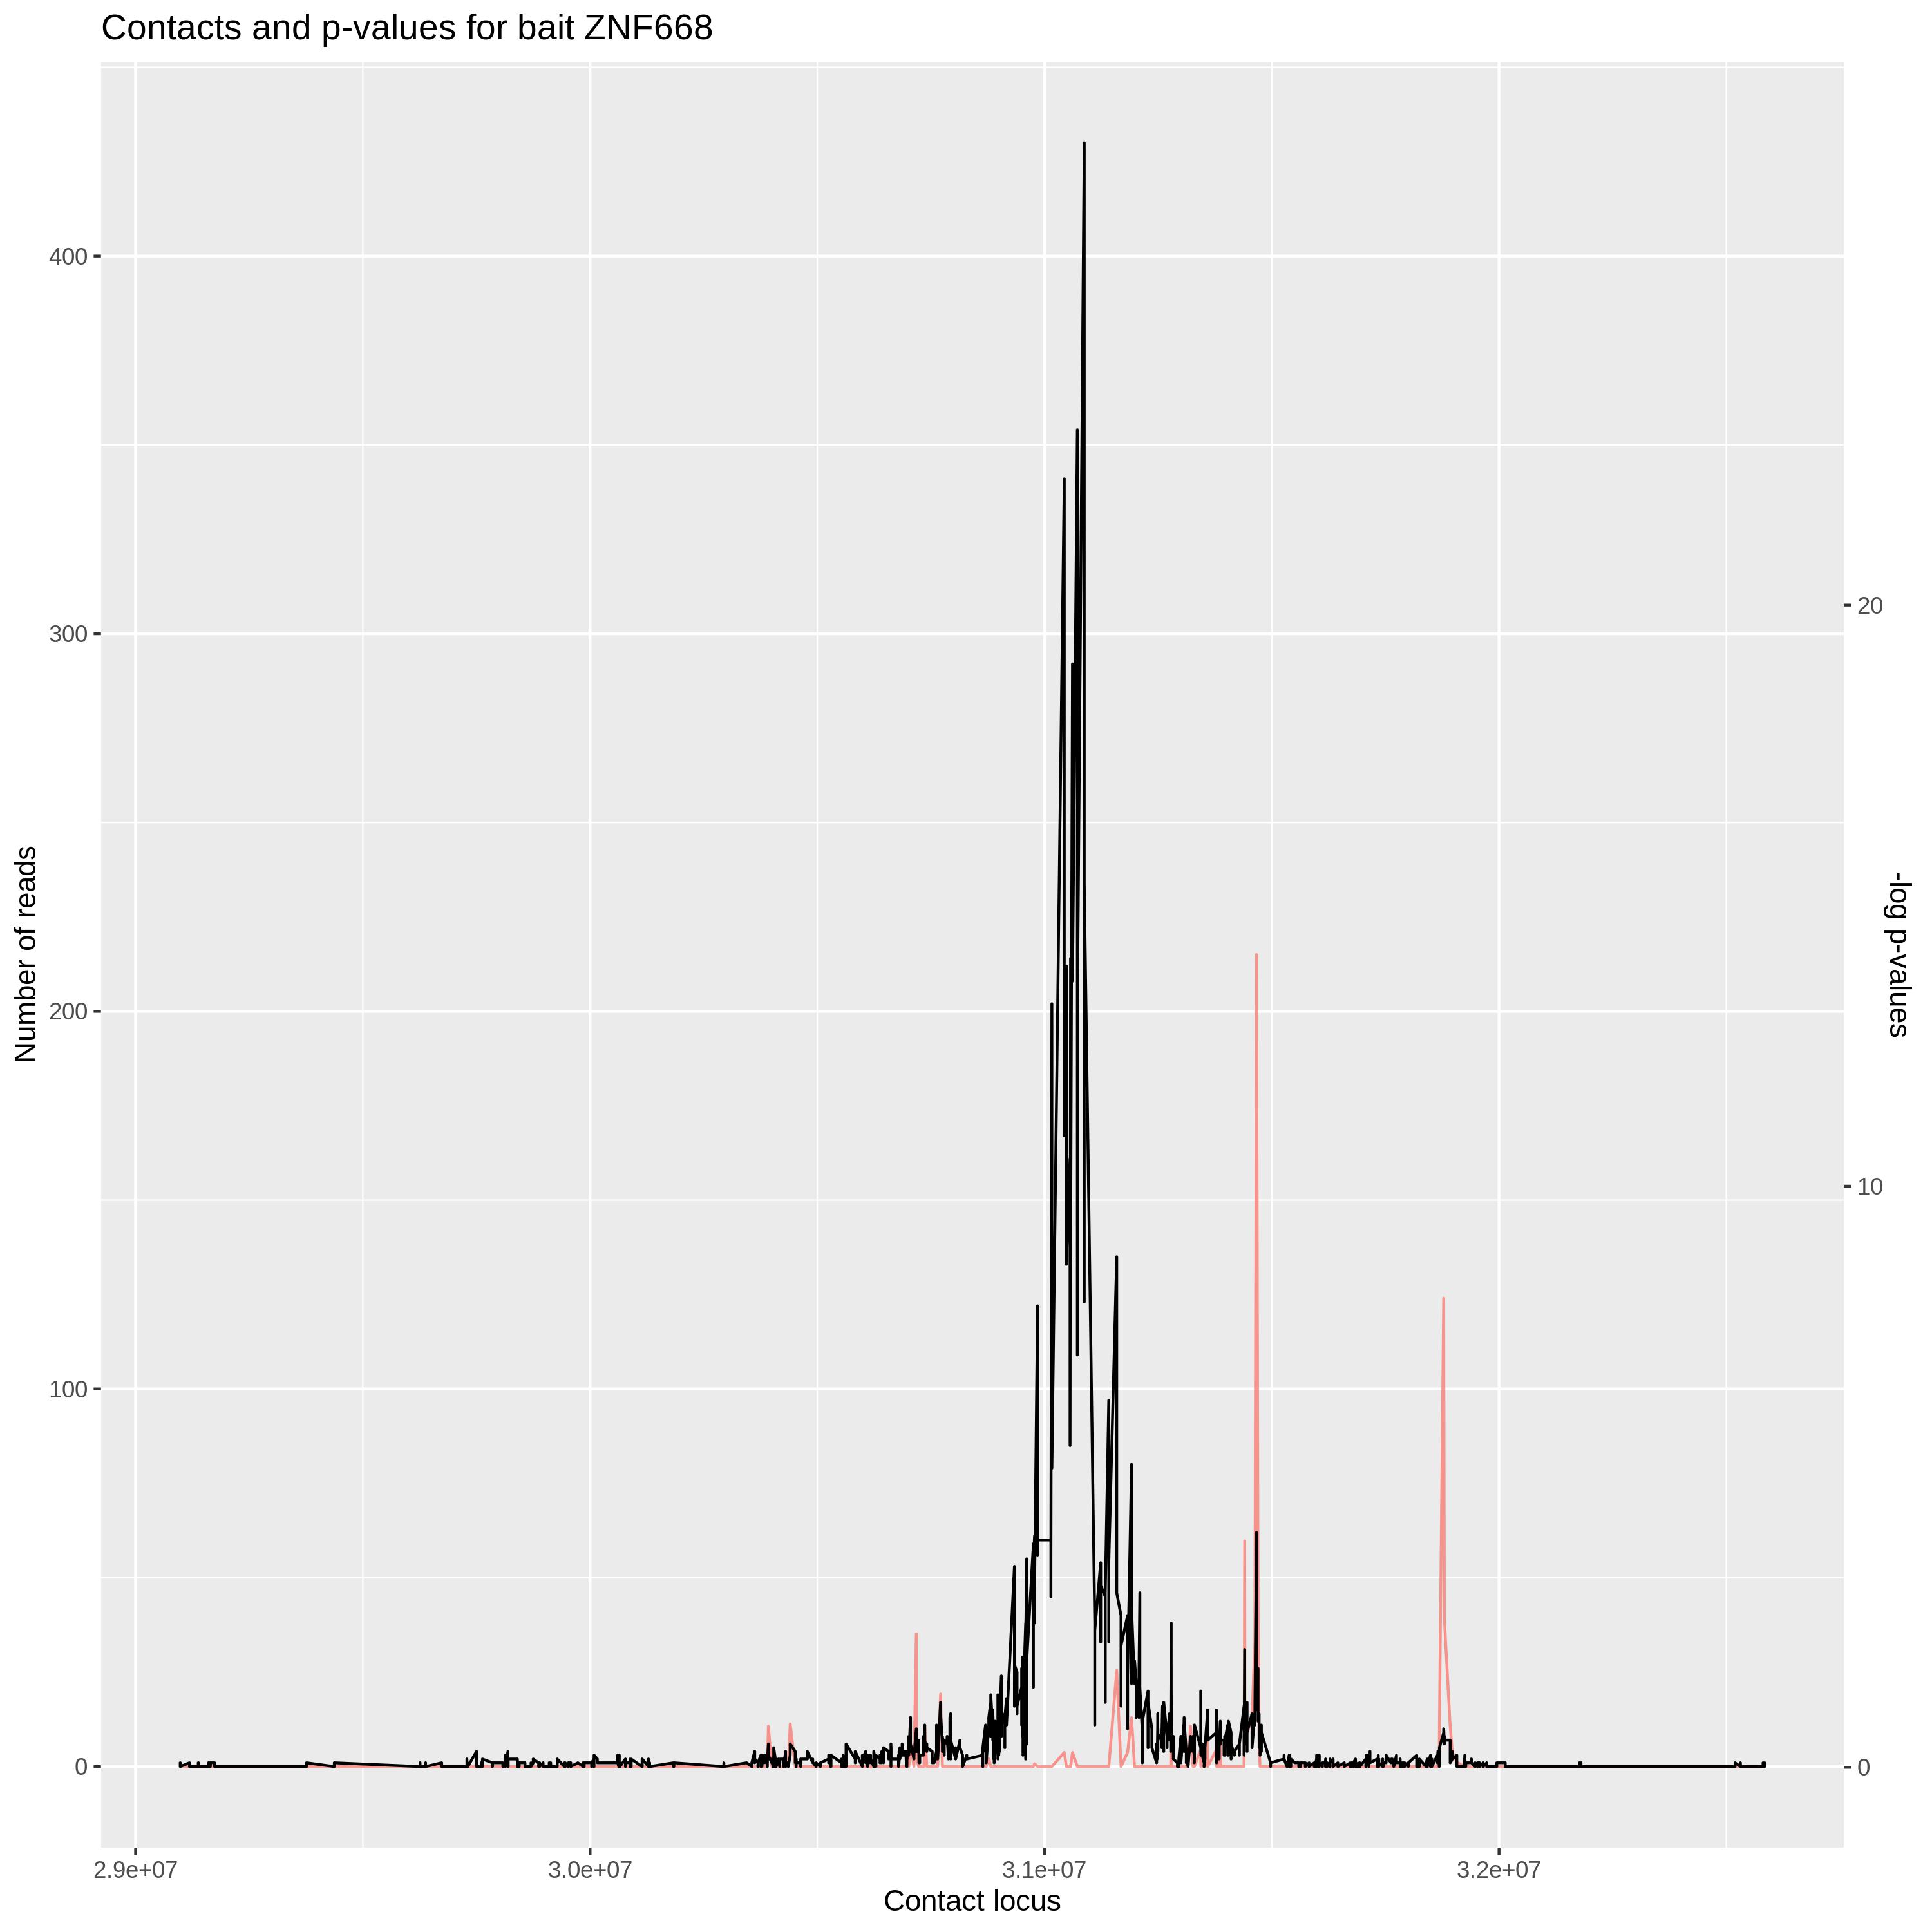 Contacts and p-values for bait ZNF668
400
300
200
100
0
20
10
0
Number of reads
-log p-values
2.9e+07 3.0e+07 3.1e+07 3.2e+07
Contact locus